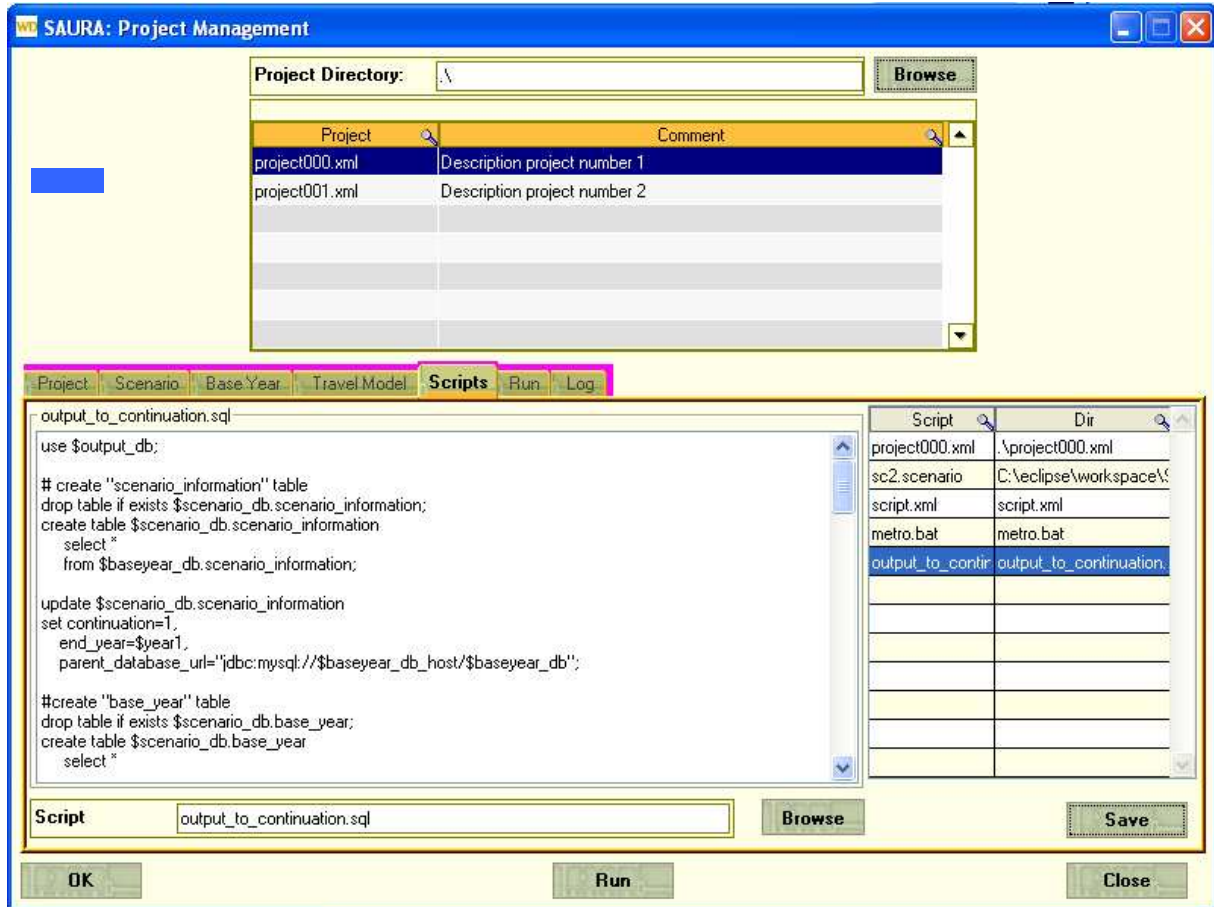 WD SAURA: Project Management
Project Directory: .\ Browse
Project Comment
project000.xml Description project number 1
project001.xml Description project number 2
Project Scenario Base Year Travel Model Scripts Run Log
output_to_continuation.sql
use $output_db;
# create "scenario_information" table
drop table if exists $scenario_db.scenario_information;
create table $scenario_db.scenario_information
select *
from $baseyear_db.scenario_information;
update $scenario_db.scenario_information
set continuation=1,
end_year=$year1,
parent_database_url="jdbc:mysql://$baseyear_db_host/$baseyear_db";
#create "base_year" table
drop table if exists $scenario_db.base_year;
create table $scenario_db.base_year
select *
Script Dir
project000.xml .\project000.xml
sc2.scenario C:\eclipse\workspace\S
script.xml script.xml
metro.bat metro.bat
output_to_contin output_to_continuation.
Script output_to_continuation.sql Browse Save
OK Run Close